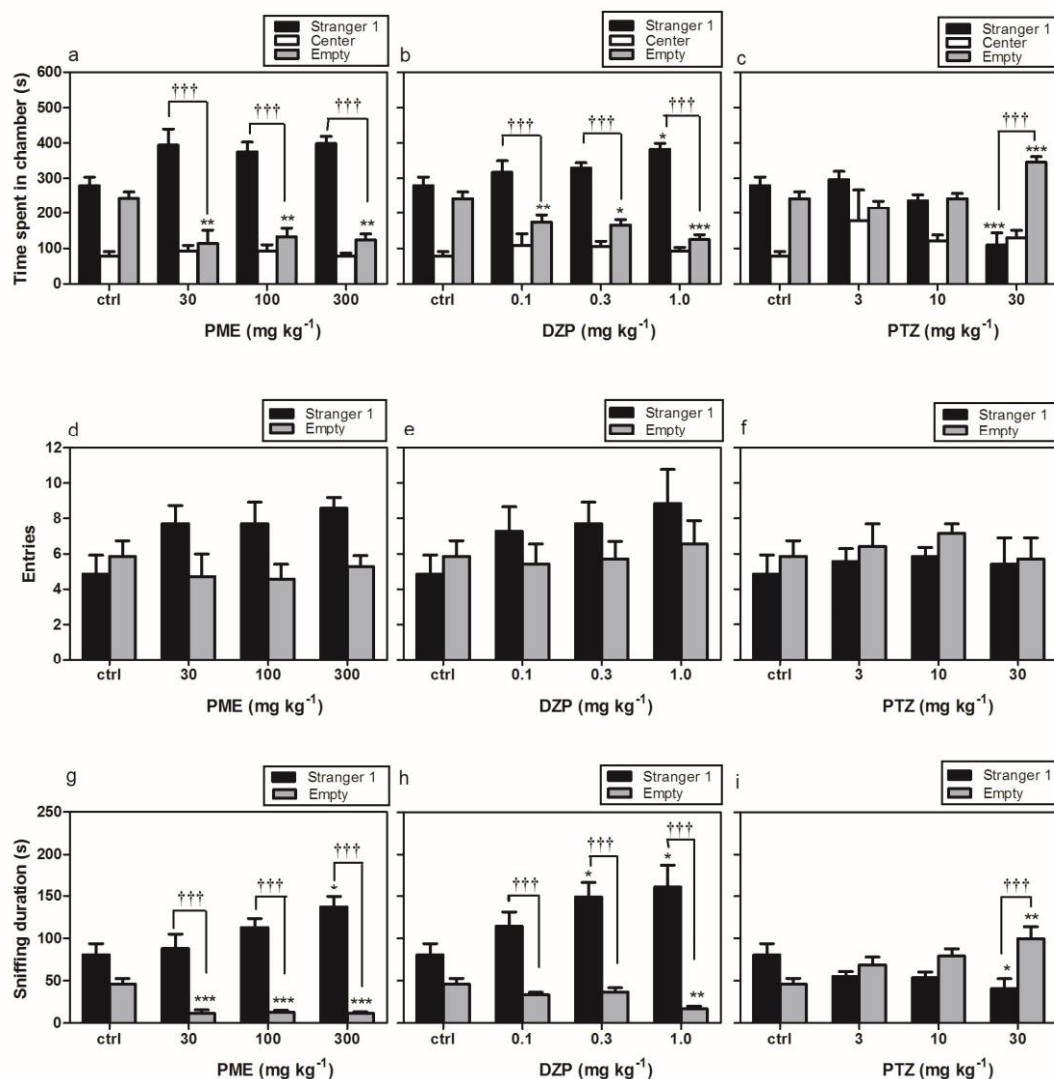 Stranger 1
Center
Empty
a
Time spent in chamber (s)
600
500
400
300
200
100
0
†††
†††
†††
**
**
**
ctrl
30
100
300
PME (mg kg⁻¹)
Stranger 1
Center
Empty
b
†††
†††
†††
**
*
*
***
ctrl
0.1
0.3
1.0
DZP (mg kg⁻¹)
Stranger 1
Center
Empty
c
†††
***
***
ctrl
3
10
30
PTZ (mg kg⁻¹)
Stranger 1
Empty
d
Entries
12
10
8
6
4
2
0
ctrl
30
100
300
PME (mg kg⁻¹)
Stranger 1
Empty
e
ctrl
0.1
0.3
1.0
DZP (mg kg⁻¹)
Stranger 1
Empty
f
ctrl
3
10
30
PTZ (mg kg⁻¹)
Stranger 1
Empty
g
Sniffing duration (s)
250
200
150
100
50
0
†††
†††
†††
***
***
*
***
ctrl
30
100
300
PME (mg kg⁻¹)
Stranger 1
Empty
h
†††
†††
†††
*
*
**
ctrl
0.1
0.3
1.0
DZP (mg kg⁻¹)
Stranger 1
Empty
i
†††
*
**
ctrl
3
10
30
PTZ (mg kg⁻¹)